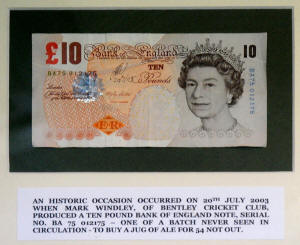 £10
Bank of England
10
BA75 012175
TEN
Pounds
BA75 012175
E·R
AN HISTORIC OCCASION OCCURRED ON 20TH JULY 2003
WHEN MARK WINDLEY, OF BENTLEY CRICKET CLUB,
PRODUCED A TEN POUND BANK OF ENGLAND NOTE, SERIAL
NO. BA 75 012175 – ONE OF A BATCH NEVER SEEN IN
CIRCULATION - TO BUY A JUG OF ALE FOR 54 NOT OUT.